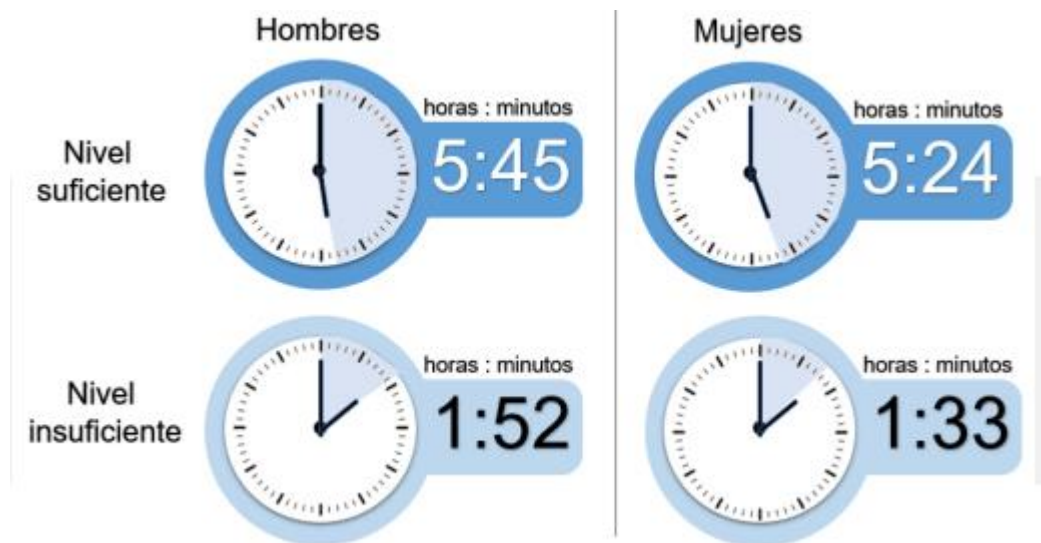 Hombres
Mujeres
Nivel
suficiente
horas : minutos
5:45
horas : minutos
5:24
Nivel
insuficiente
horas : minutos
1:52
horas : minutos
1:33